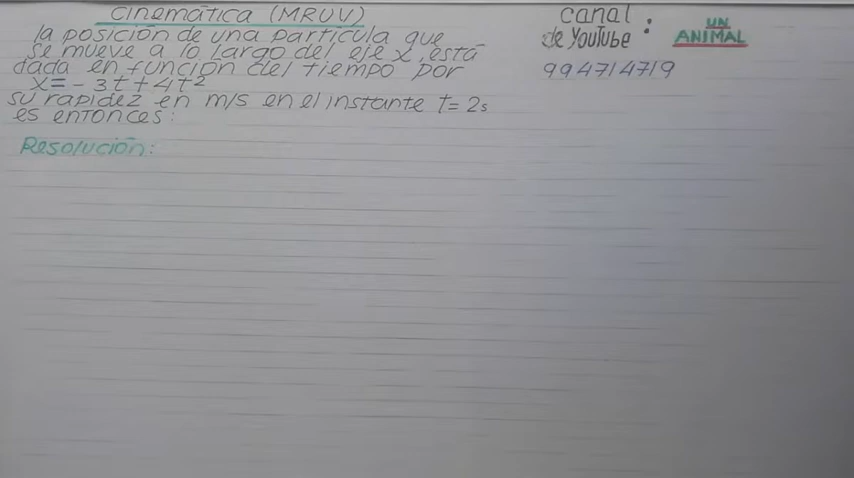 cinemática (MRUV)
la posición de una partícula que
se mueve a lo largo del eje x, está
dada en función del tiempo por
x = - 3t + 4t²
su rapidez en m/s en el instante t= 2s
es entonces:
Resolución:
canal
de YouTube :
UN
ANIMAL
994714719